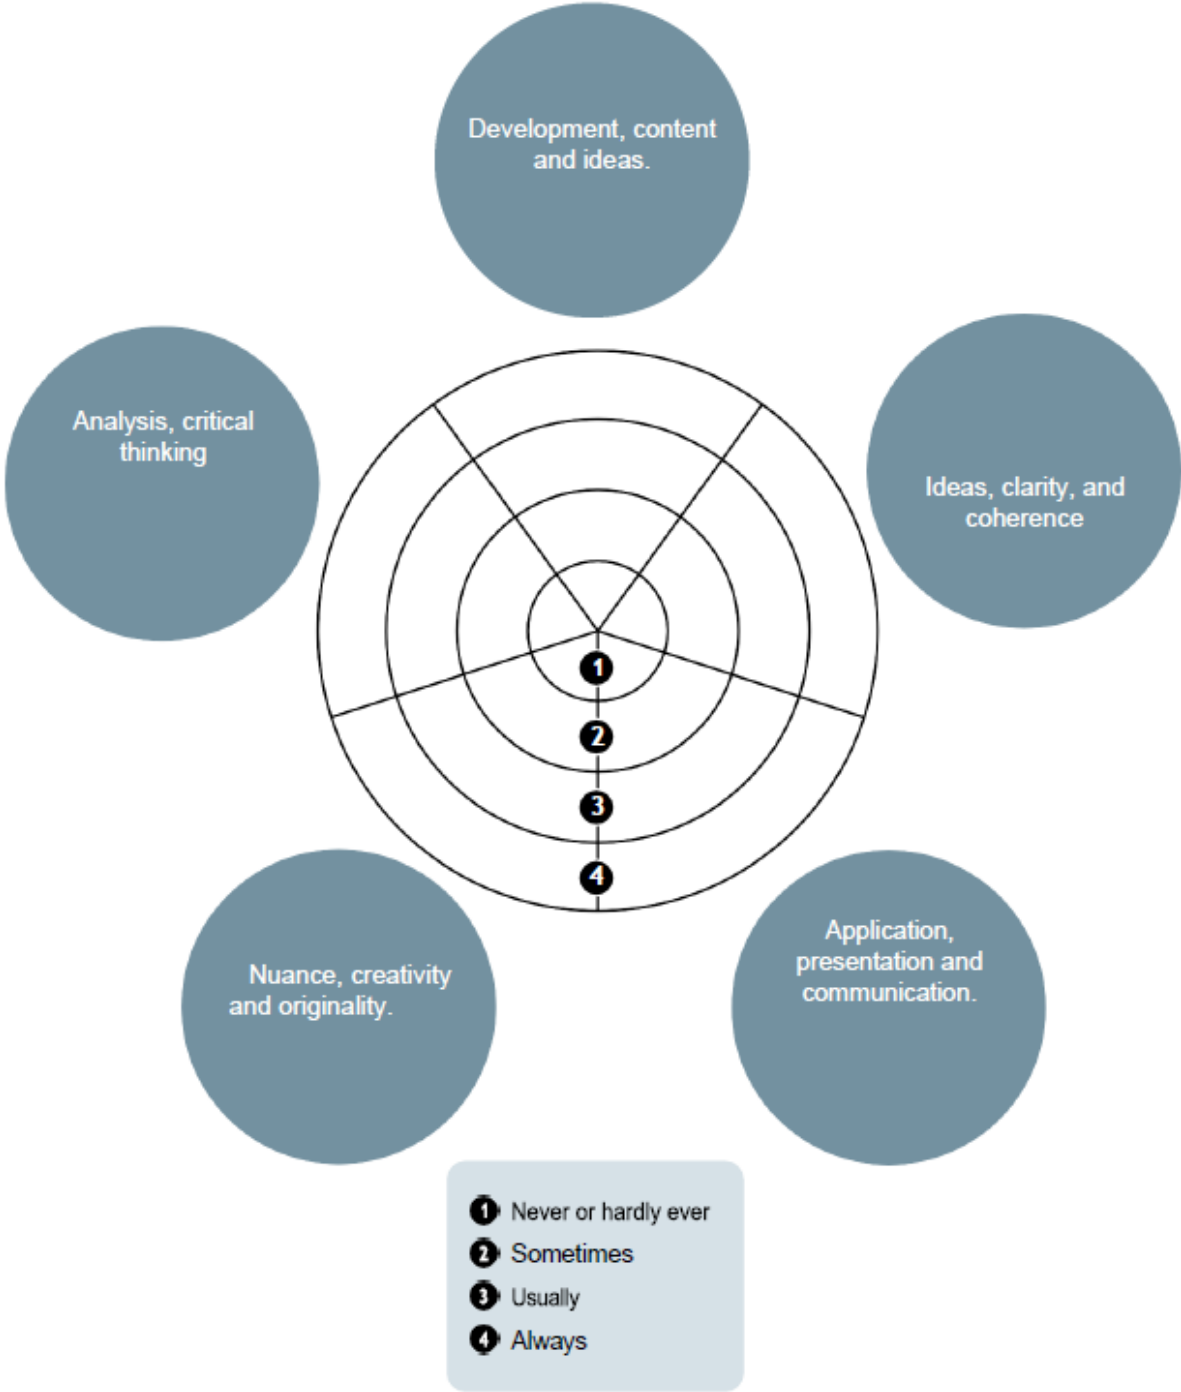 Development, content
and ideas.
Analysis, critical
thinking
Ideas, clarity, and
coherence
1
2
3
4
Nuance, creativity
and originality.
Application,
presentation and
communication.
1 Never or hardly ever
2 Sometimes
3 Usually
4 Always